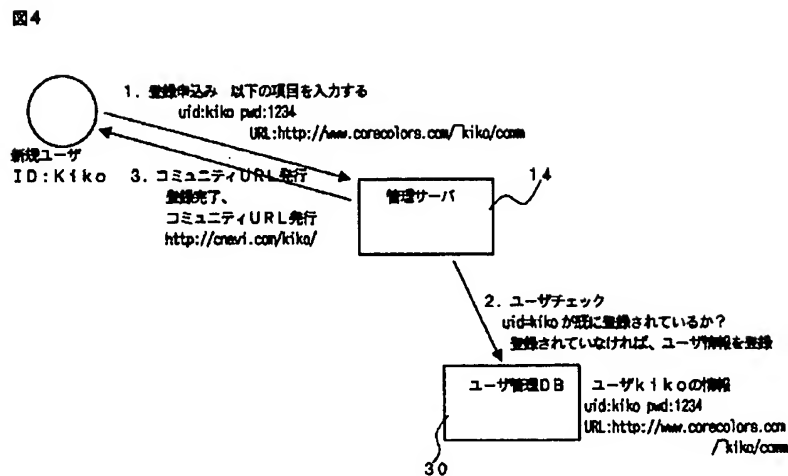 図4
1. 登録申込み 以下の項目を入力する
uid:kiko pwd:1234
URL:http://www.corecolors.com/~kiko/comm
新規ユーザ
ID:Kiko
3. コミュニティURL発行
登録完了、
コミュニティURL発行
http://cnavi.com/kiko/
管理サーバ
14
2. ユーザチェック
uid=kikoが既に登録されているか?
登録されていなければ、ユーザ情報を登録
ユーザ管理DB
30
ユーザkikoの情報
uid:kiko pwd:1234
URL:http://www.corecolors.com
/~kiko/comm